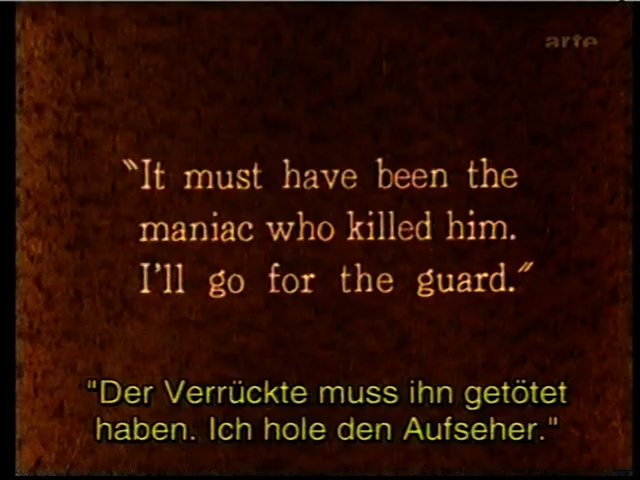 arte
"It must have been the
maniac who killed him.
I'll go for the guard."
"Der Verrückte muss ihn getötet
haben. Ich hole den Aufseher."